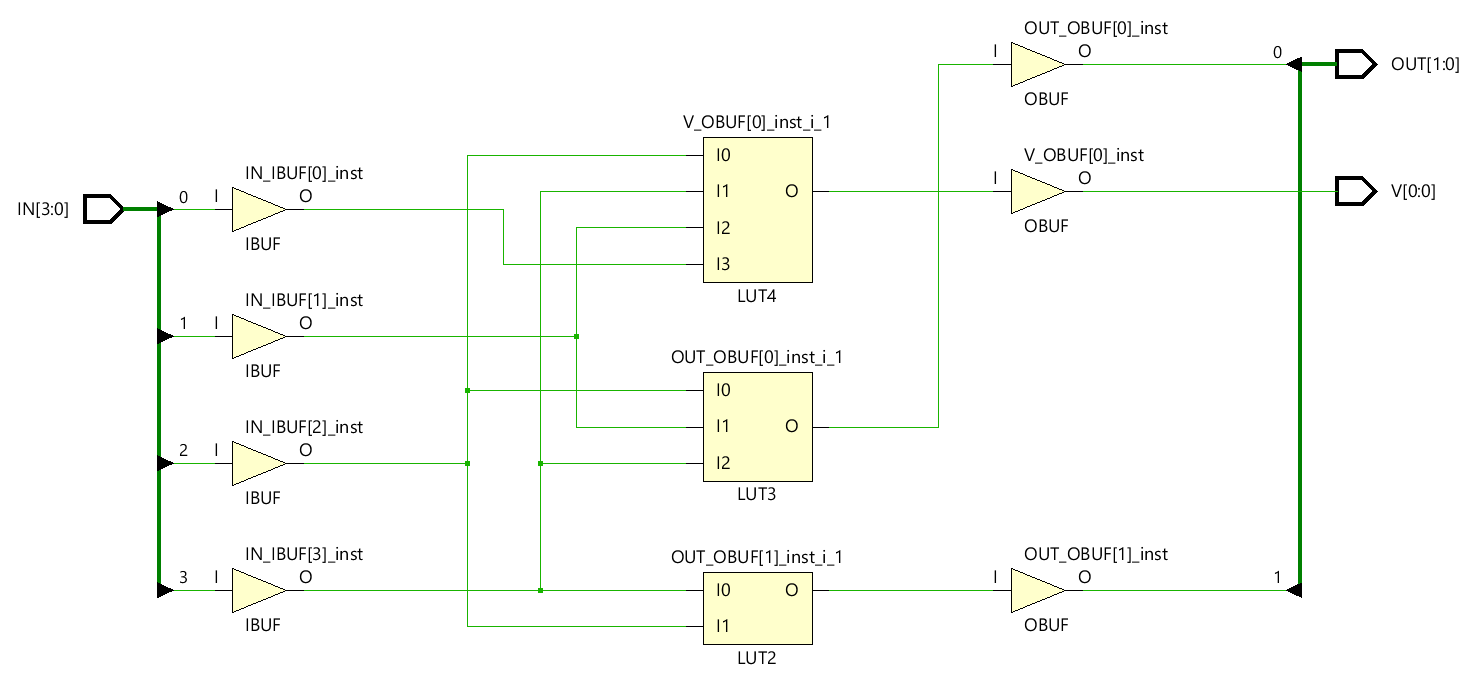 OUT_OBUF[0]_inst
I
O
0
OUT[1:0]
OBUF
V_OBUF[0]_inst_i_1
I0
I1
O
I2
I3
LUT4
V_OBUF[0]_inst
I
O
V[0:0]
OBUF
IN[3:0]
IN_IBUF[0]_inst
0
I
O
IBUF
IN_IBUF[1]_inst
1
I
O
IBUF
OUT_OBUF[0]_inst_i_1
I0
I1
O
I2
LUT3
IN_IBUF[2]_inst
2
I
O
IBUF
IN_IBUF[3]_inst
3
I
O
IBUF
OUT_OBUF[1]_inst_i_1
I0
O
I1
LUT2
OUT_OBUF[1]_inst
I
O
1
OBUF